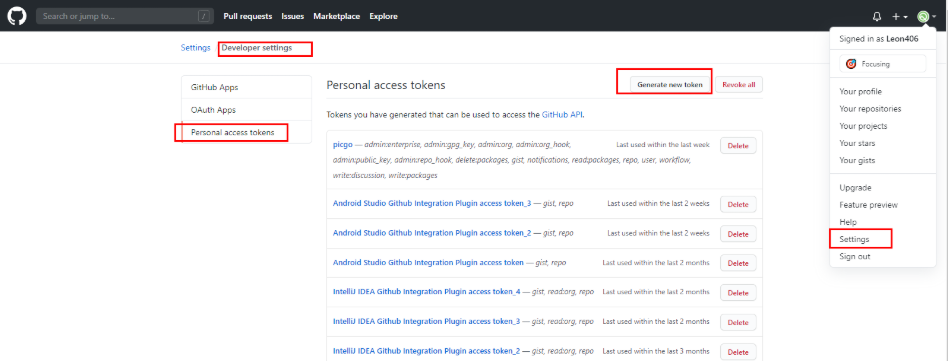 Search or jump to...
/
Pull requests
Issues
Marketplace
Explore
Signed in as Leon406
Focusing
Your profile
Your repositories
Your projects
Your stars
Your gists
Upgrade
Feature preview
Help
Settings
Sign out
Settings / Developer settings
GitHub Apps
OAuth Apps
Personal access tokens
Personal access tokens
Generate new token
Revoke all
Tokens you have generated that can be used to access the GitHub API.
picgo — admin:enterprise, admin:gpg_key, admin:org, admin:org_hook,
admin:public_key, admin:repo_hook, delete:packages, gist, notifications, read:packages, repo, user, workflow,
write:discussion, write:packages
Last used within the last week
Delete
Android Studio Github Integration Plugin access token_3 — gist, repo
Last used within the last 2 weeks
Delete
Android Studio Github Integration Plugin access token_2 — gist, repo
Last used within the last 2 weeks
Delete
Android Studio Github Integration Plugin access token — gist, repo
Last used within the last 2 months
Delete
IntelliJ IDEA Github Integration Plugin access token_4 — gist, read:org, repo
Last used within the last 2 months
Delete
IntelliJ IDEA Github Integration Plugin access token_3 — gist, read:org, repo
Last used within the last 2 months
Delete
IntelliJ IDEA Github Integration Plugin access token_2 — gist, read:org, repo
Last used within the last 3 months
Delete